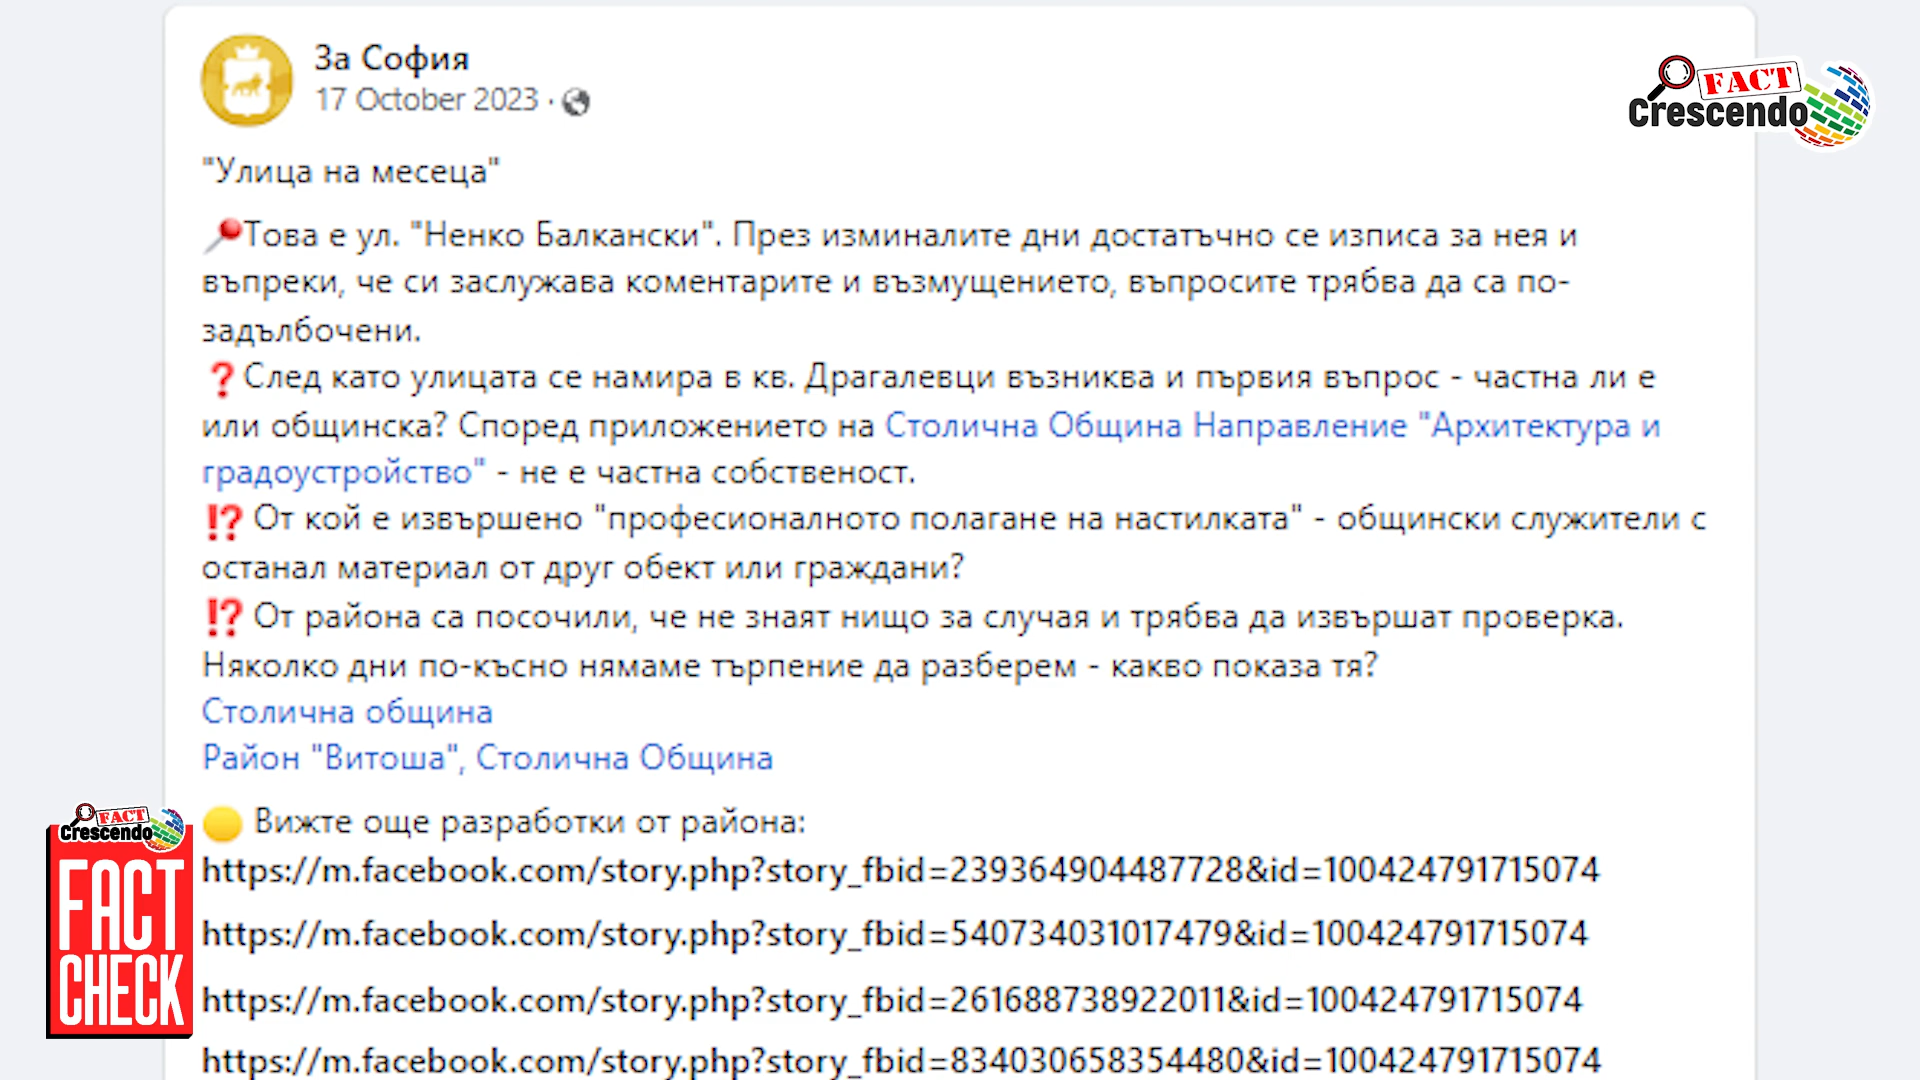 За София
17 October 2023 ·
FACT
Crescendo
"Улица на месеца"
Това е ул. "Ненко Балкански". През изминалите дни достатъчно се изписа за нея и
въпреки, че си заслужава коментарите и възмущението, въпросите трябва да са по-
задълбочени.
❓След като улицата се намира в кв. Драгалевци възниква и първия въпрос - частна ли е
или общинска? Според приложението на Столична Община Направление "Архитектура и
градоустройство" - не е частна собственост.
⁉ От кой е извършено "професионалното полагане на настилката" - общински служители с
останал материал от друг обект или граждани?
⁉ От района са посочили, че не знаят нищо за случая и трябва да извършат проверка.
Няколко дни по-късно нямаме търпение да разберем - какво показа тя?
Столична община
Район "Витоша", Столична Община
Вижте още разработки от района:
https://m.facebook.com/story.php?story_fbid=239364904487728&id=100424791715074
https://m.facebook.com/story.php?story_fbid=540734031017479&id=100424791715074
https://m.facebook.com/story.php?story_fbid=261688738922011&id=100424791715074
https://m.facebook.com/story.php?story_fbid=834030658354480&id=100424791715074
FACT
Crescendo
FACT
CHECK